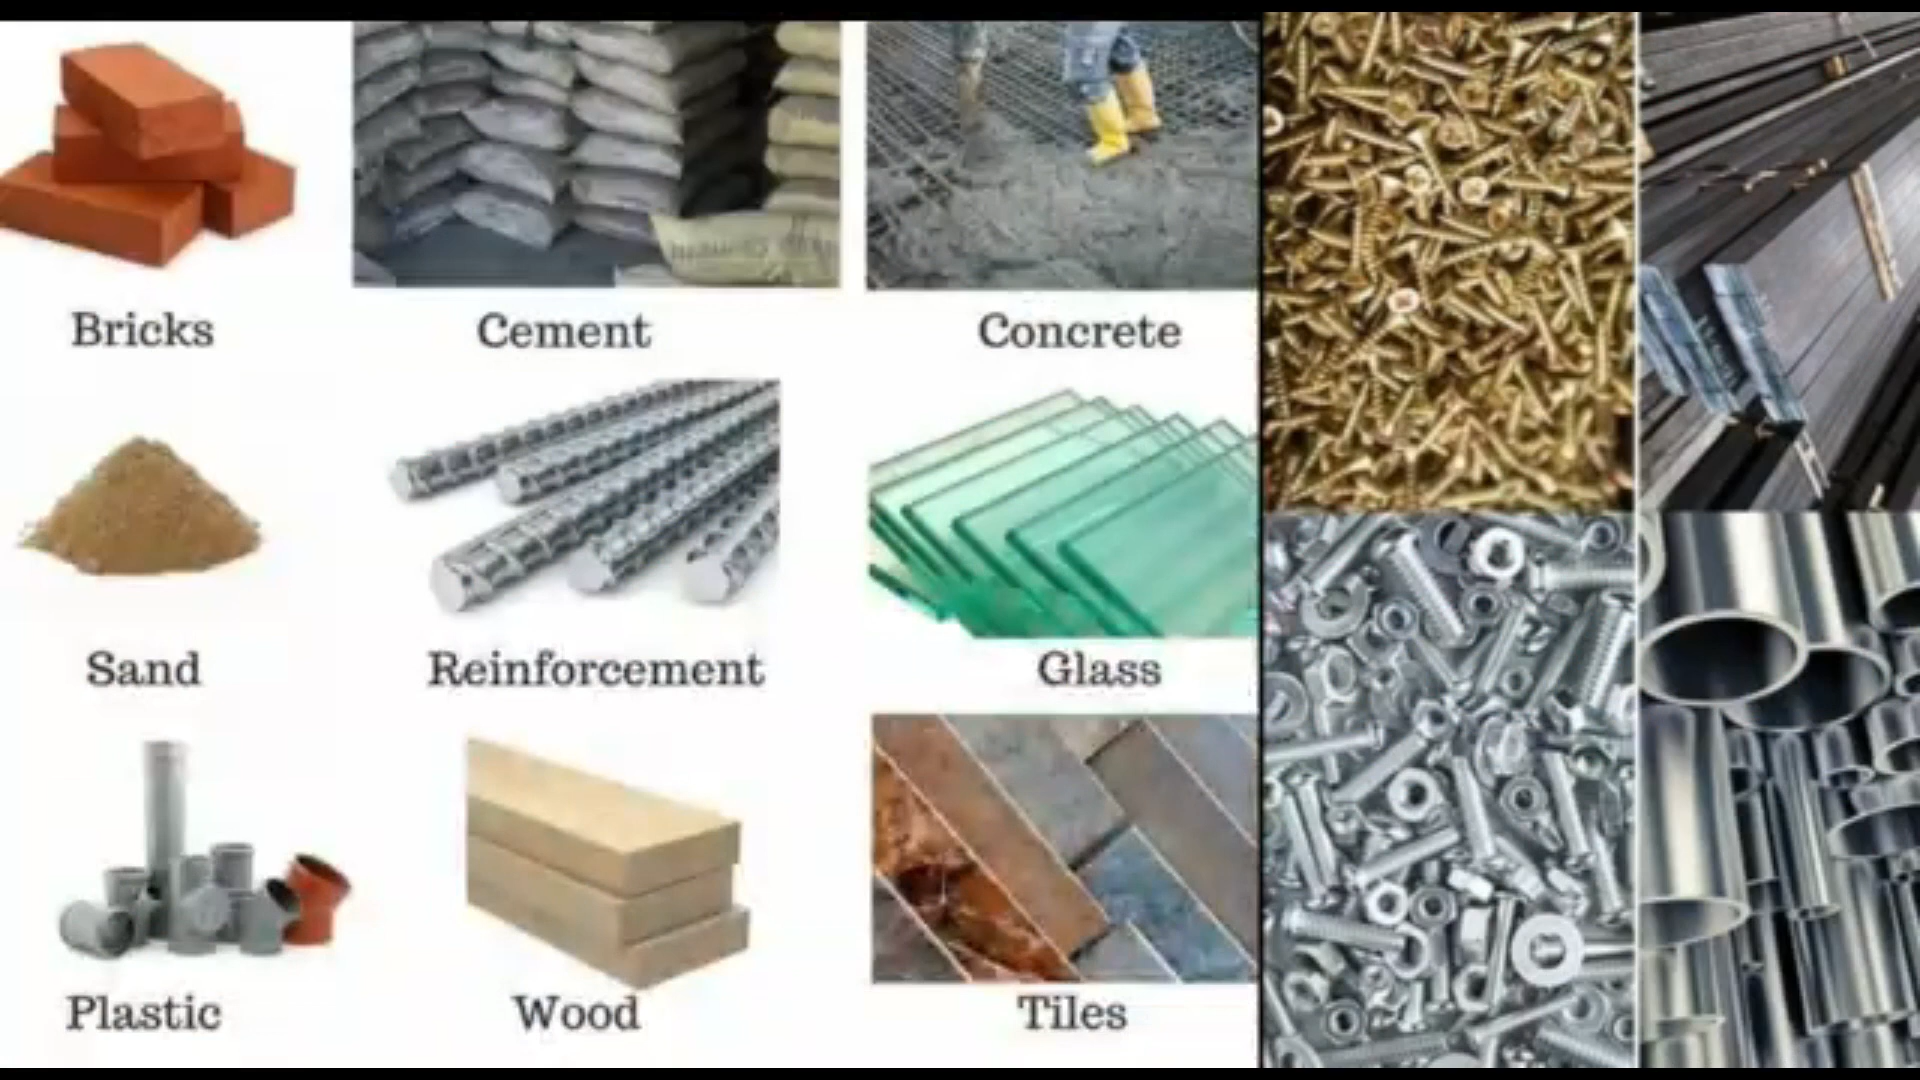 Bricks
Cement
Concrete
Sand
Reinforcement
Glass
Plastic
Wood
Tiles